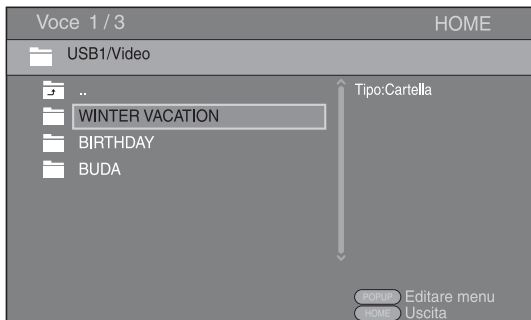 Voce 1 / 3 HOME
USB1/Video
..
Tipo:Cartella
WINTER VACATION
BIRTHDAY
BUDA
POPUP Editare menu
HOME Uscita